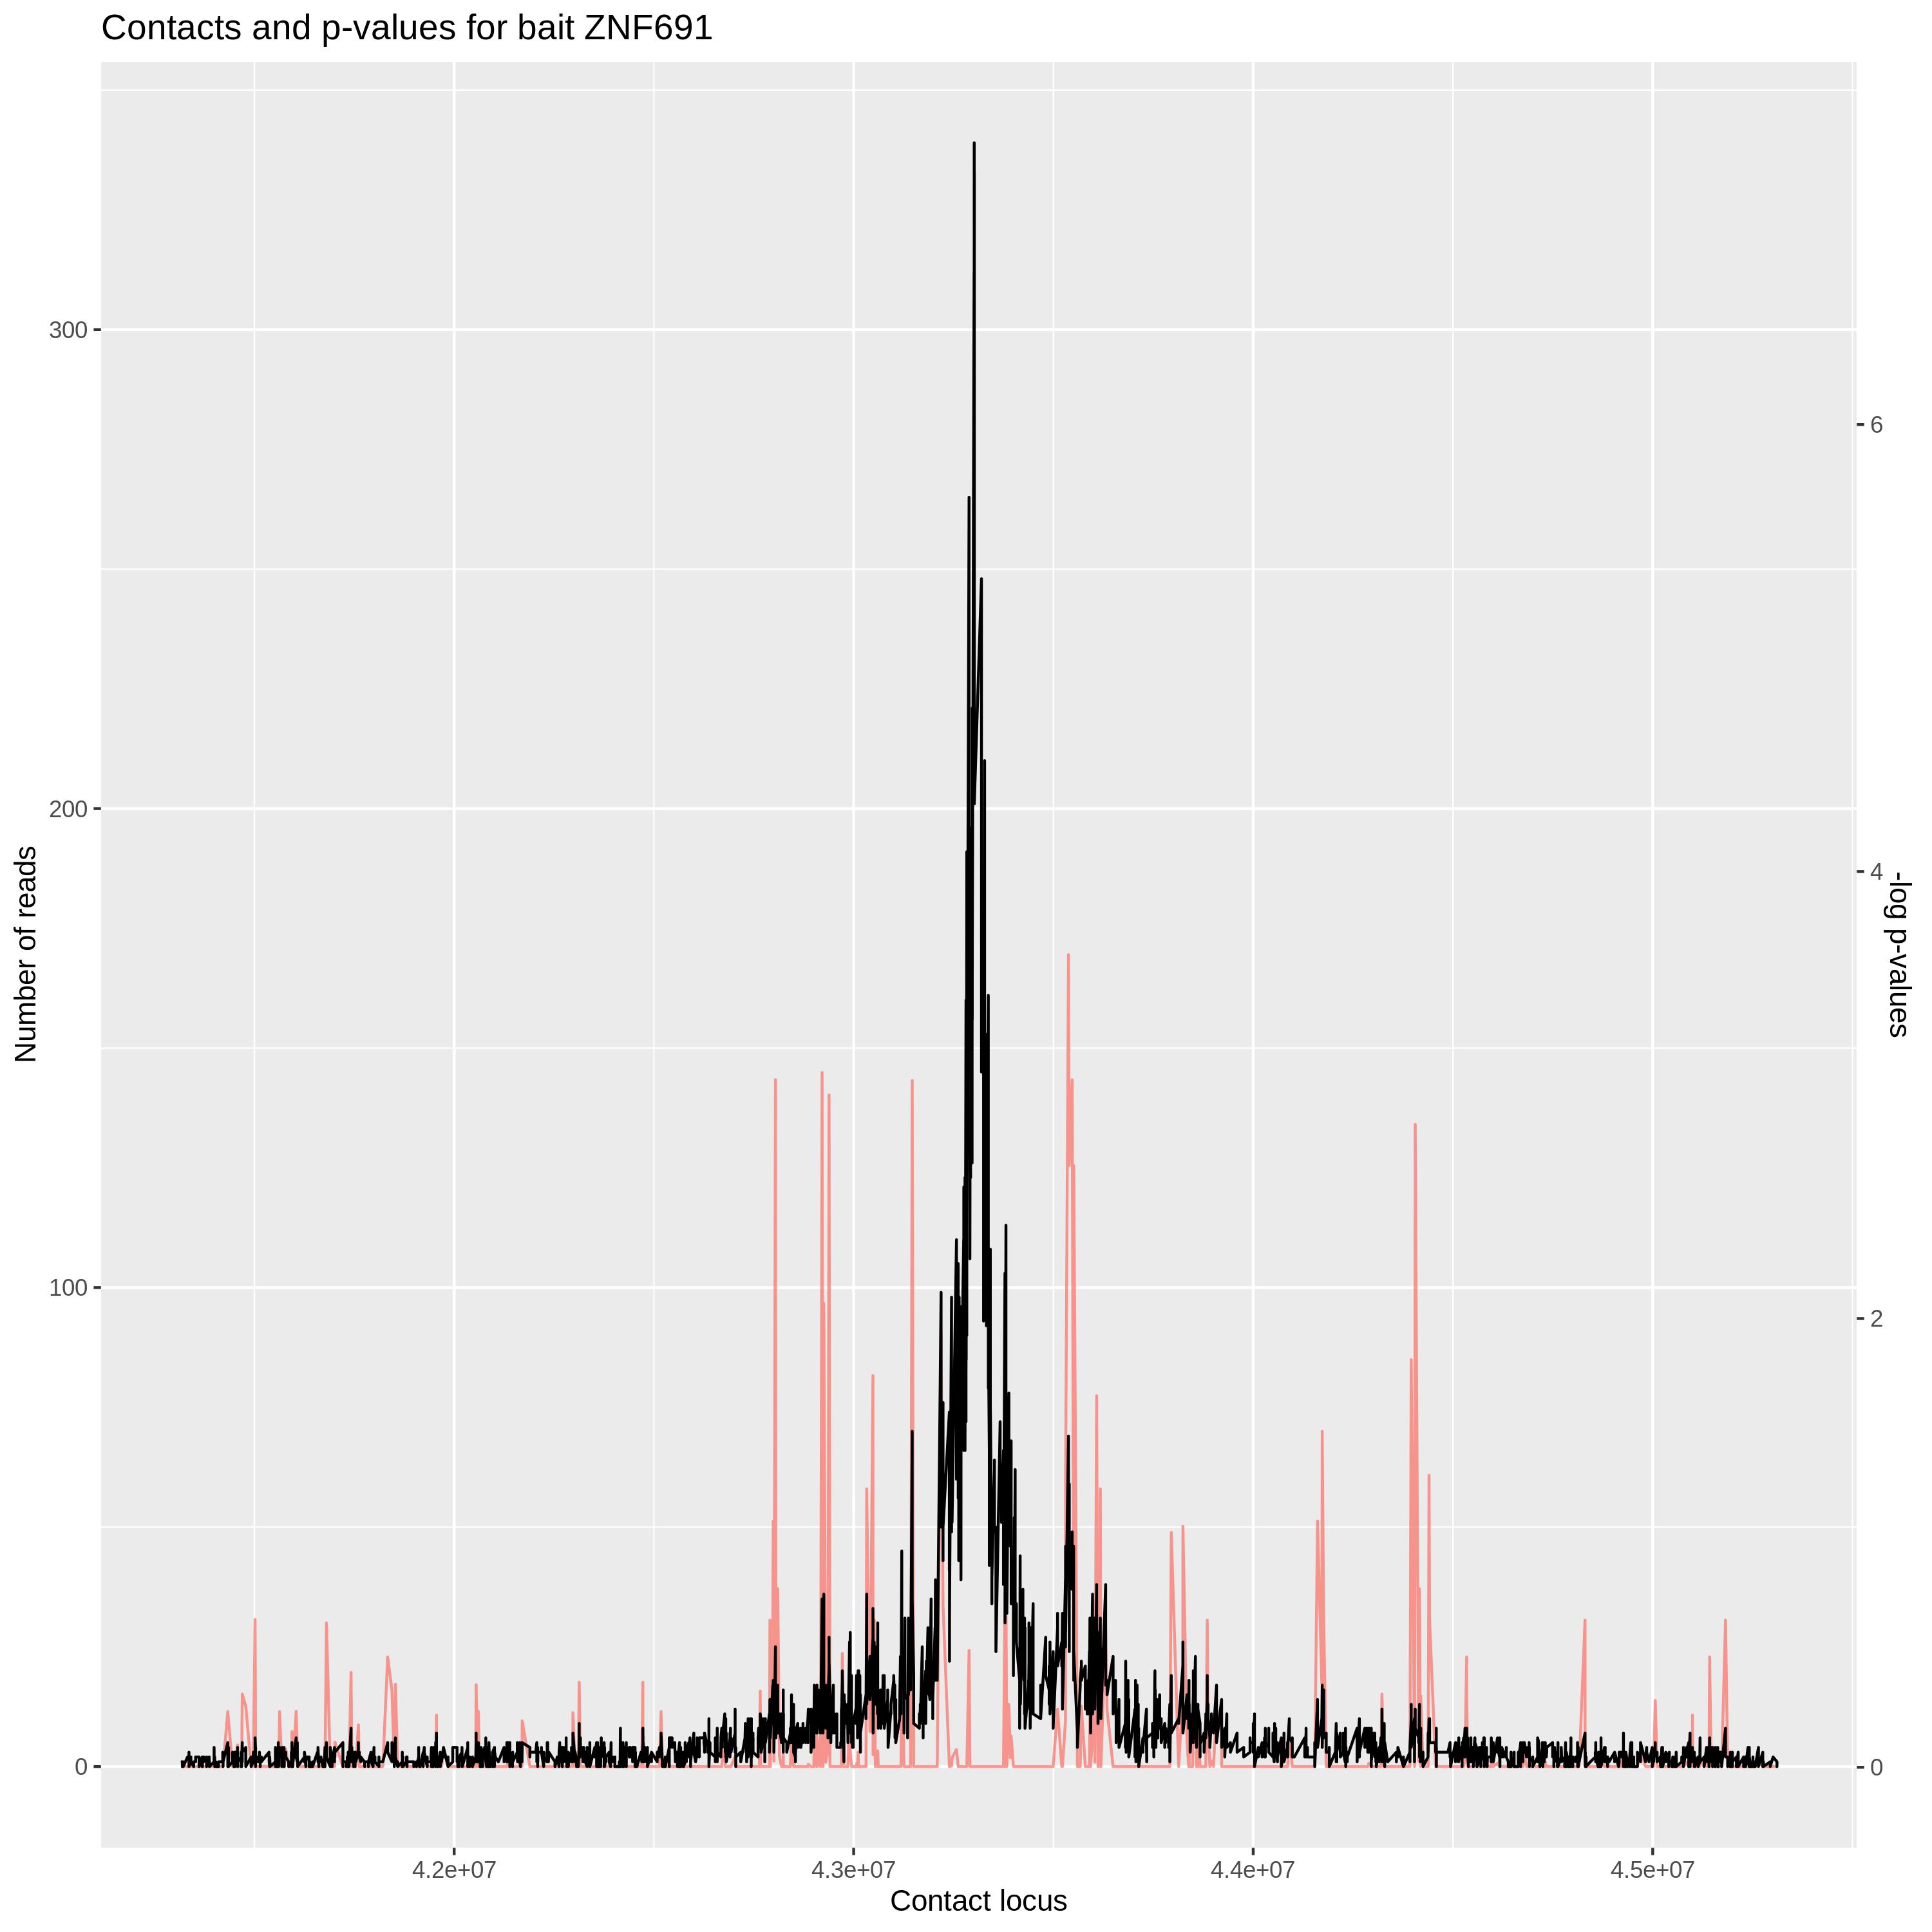 Contacts and p-values for bait ZNF691
Number of reads
300
200
100
0
6
4
2
0
-log p-values
4.2e+07
4.3e+07
4.4e+07
4.5e+07
Contact locus